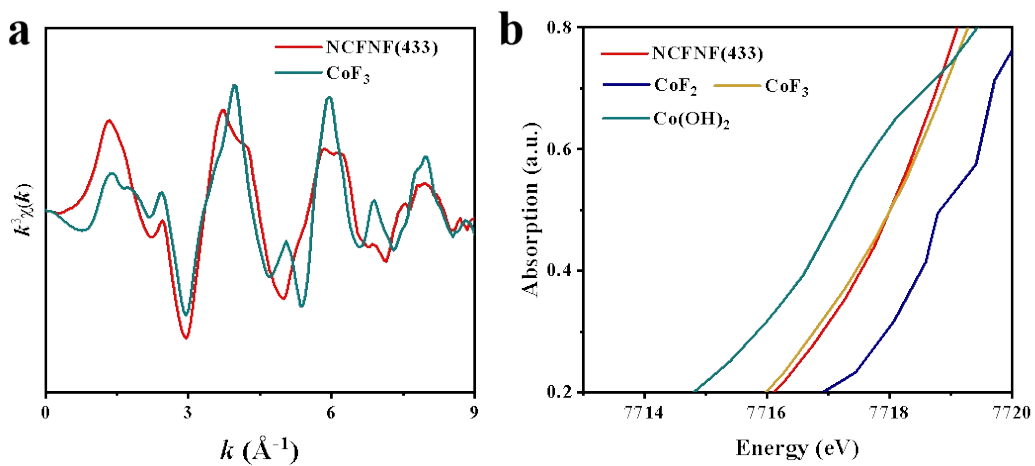 a
NCFNF(433)
CoF₃
k³χ(k)
0
3
6
9
k (Å⁻¹)
b
NCFNF(433)
CoF₂
CoF₃
Co(OH)₂
Absorption (a.u.)
0.8
0.6
0.4
0.2
7714
7716
7718
7720
Energy (eV)